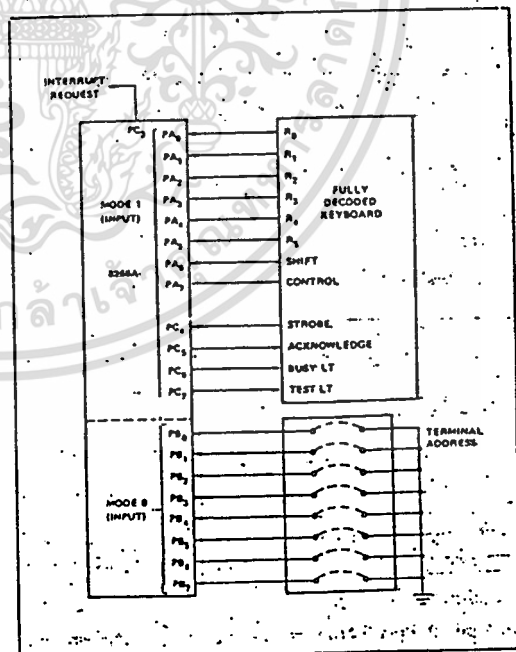 INTERRUPT
REQUEST
PC3
MODE 1
(INPUT)
8255A
PA0
PA1
PA2
PA3
PA4
PA5
PA6
PA7
PC4
PC5
PC6
PC7
R0
R1
R2
R3
R4
R5
SHIFT
CONTROL
FULLY
DECODED
KEYBOARD
STROBE
ACKNOWLEDGE
BUSY LT
TEST LT
MODE 0
(INPUT)
PB0
PB1
PB2
PB3
PB4
PB5
PB6
PB7
TERMINAL
ADDRESS